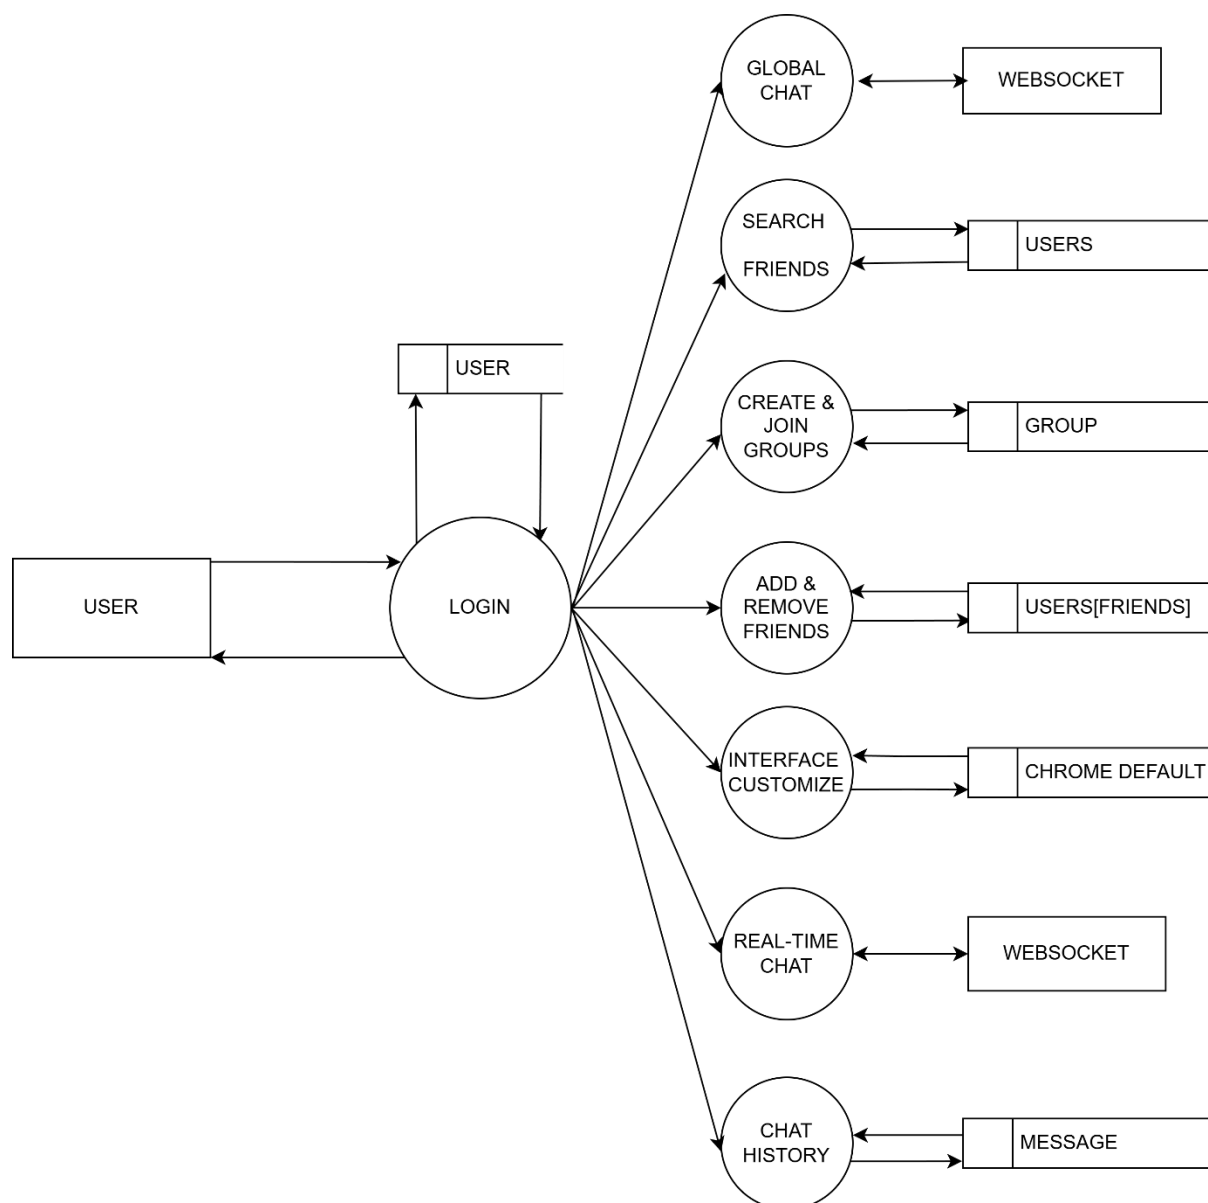 GLOBAL
CHAT
WEBSOCKET
SEARCH
FRIENDS
USERS
USER
CREATE &
JOIN
GROUPS
GROUP
USER
LOGIN
ADD &
REMOVE
FRIENDS
USERS[FRIENDS]
INTERFACE
CUSTOMIZE
CHROME DEFAULT
REAL-TIME
CHAT
WEBSOCKET
CHAT
HISTORY
MESSAGE